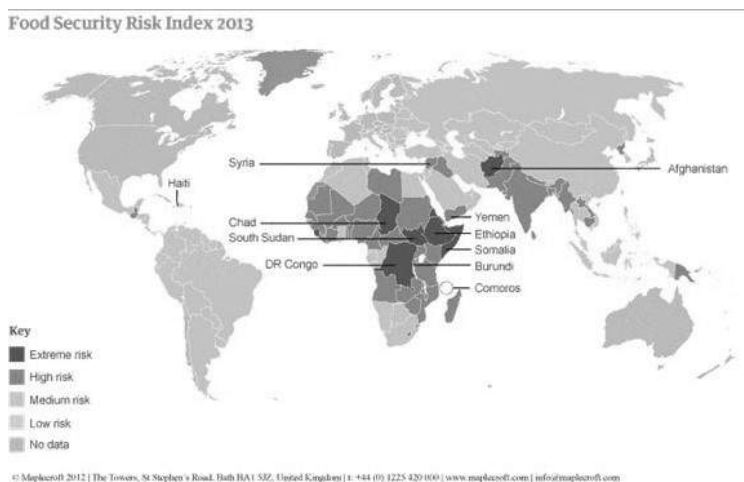 Food Security Risk Index 2013
Syria
Afghanistan
Haiti
Chad
Yemen
South Sudan
Ethiopia
Somalia
DR Congo
Burundi
Comoros
Key
Extreme risk
High risk
Medium risk
Low risk
No data
© Maplecroft 2012 | The Towers, St Stephen's Road, Bath BA1 5JZ, United Kingdom | t: +44 (0) 1225 420 000 | www.maplecroft.com | info@maplecroft.com